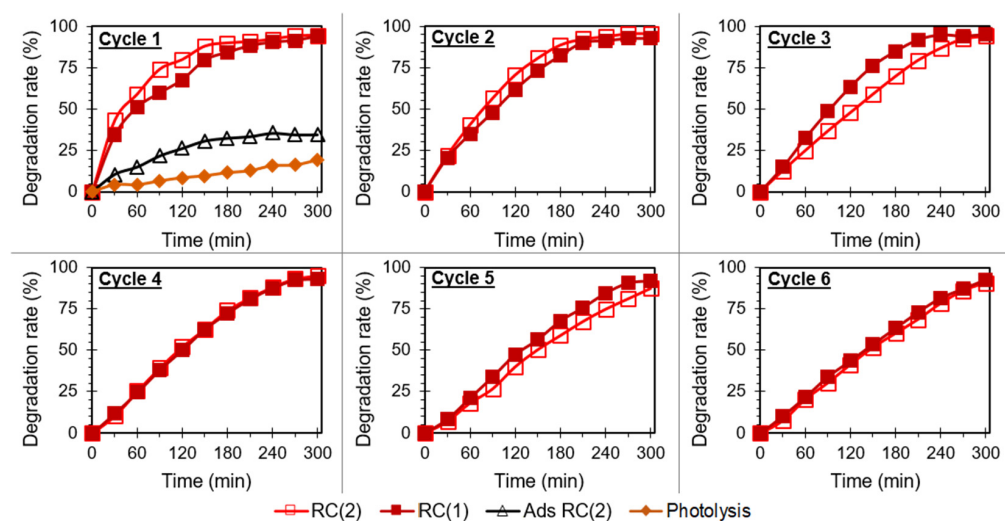 Cycle 1
Degradation rate (%)
100
75
50
25
0
0 60 120 180 240 300
Time (min)
Cycle 2
Degradation rate (%)
100
75
50
25
0
0 60 120 180 240 300
Time (min)
Cycle 3
Degradation rate (%)
100
75
50
25
0
0 60 120 180 240 300
Time (min)
Cycle 4
Degradation rate (%)
100
75
50
25
0
0 60 120 180 240 300
Time (min)
Cycle 5
Degradation rate (%)
100
75
50
25
0
0 60 120 180 240 300
Time (min)
Cycle 6
Degradation rate (%)
100
75
50
25
0
0 60 120 180 240 300
Time (min)
RC(2) RC(1) Ads RC(2) Photolysis